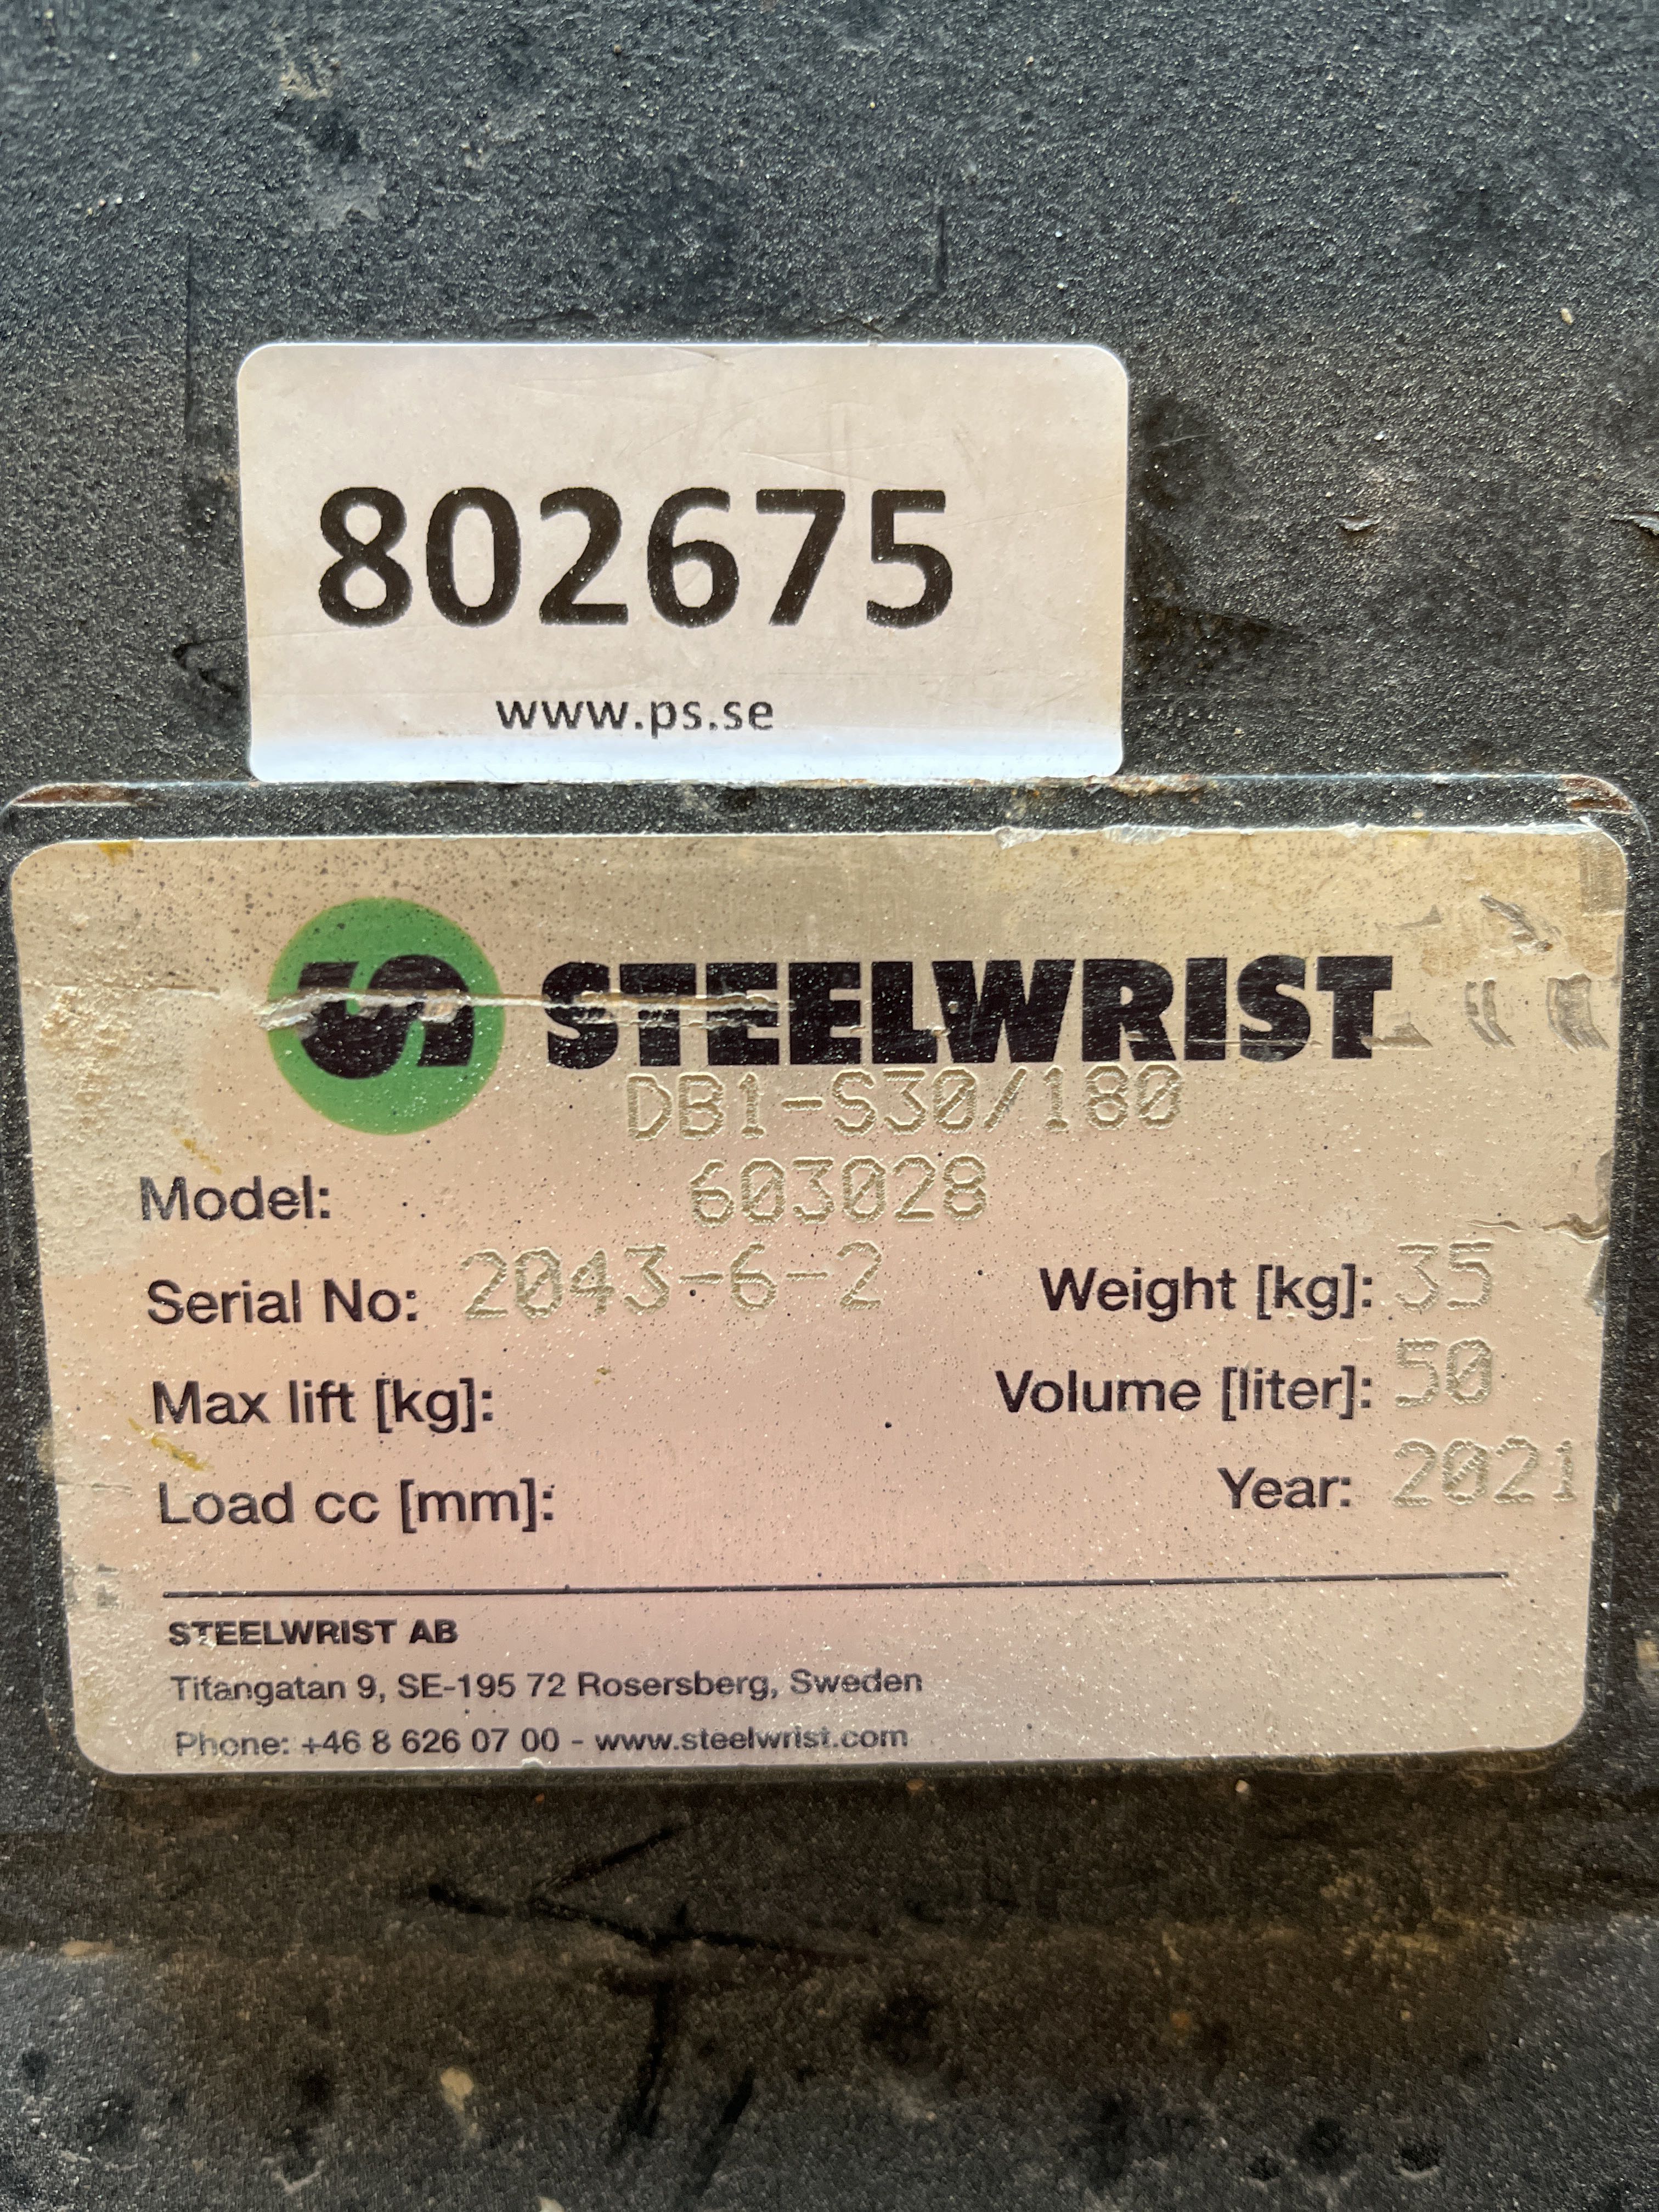 802675
www.ps.se
STEELWRIST
DB1-S30/180
Model: 603028
Serial No: 2043-6-2 Weight [kg]: 35
Max lift [kg]: Volume [liter]: 50
Load cc [mm]: Year: 2021
STEELWRIST AB
Titangatan 9, SE-195 72 Rosersberg, Sweden
Phone: +46 8 626 07 00 - www.steelwrist.com